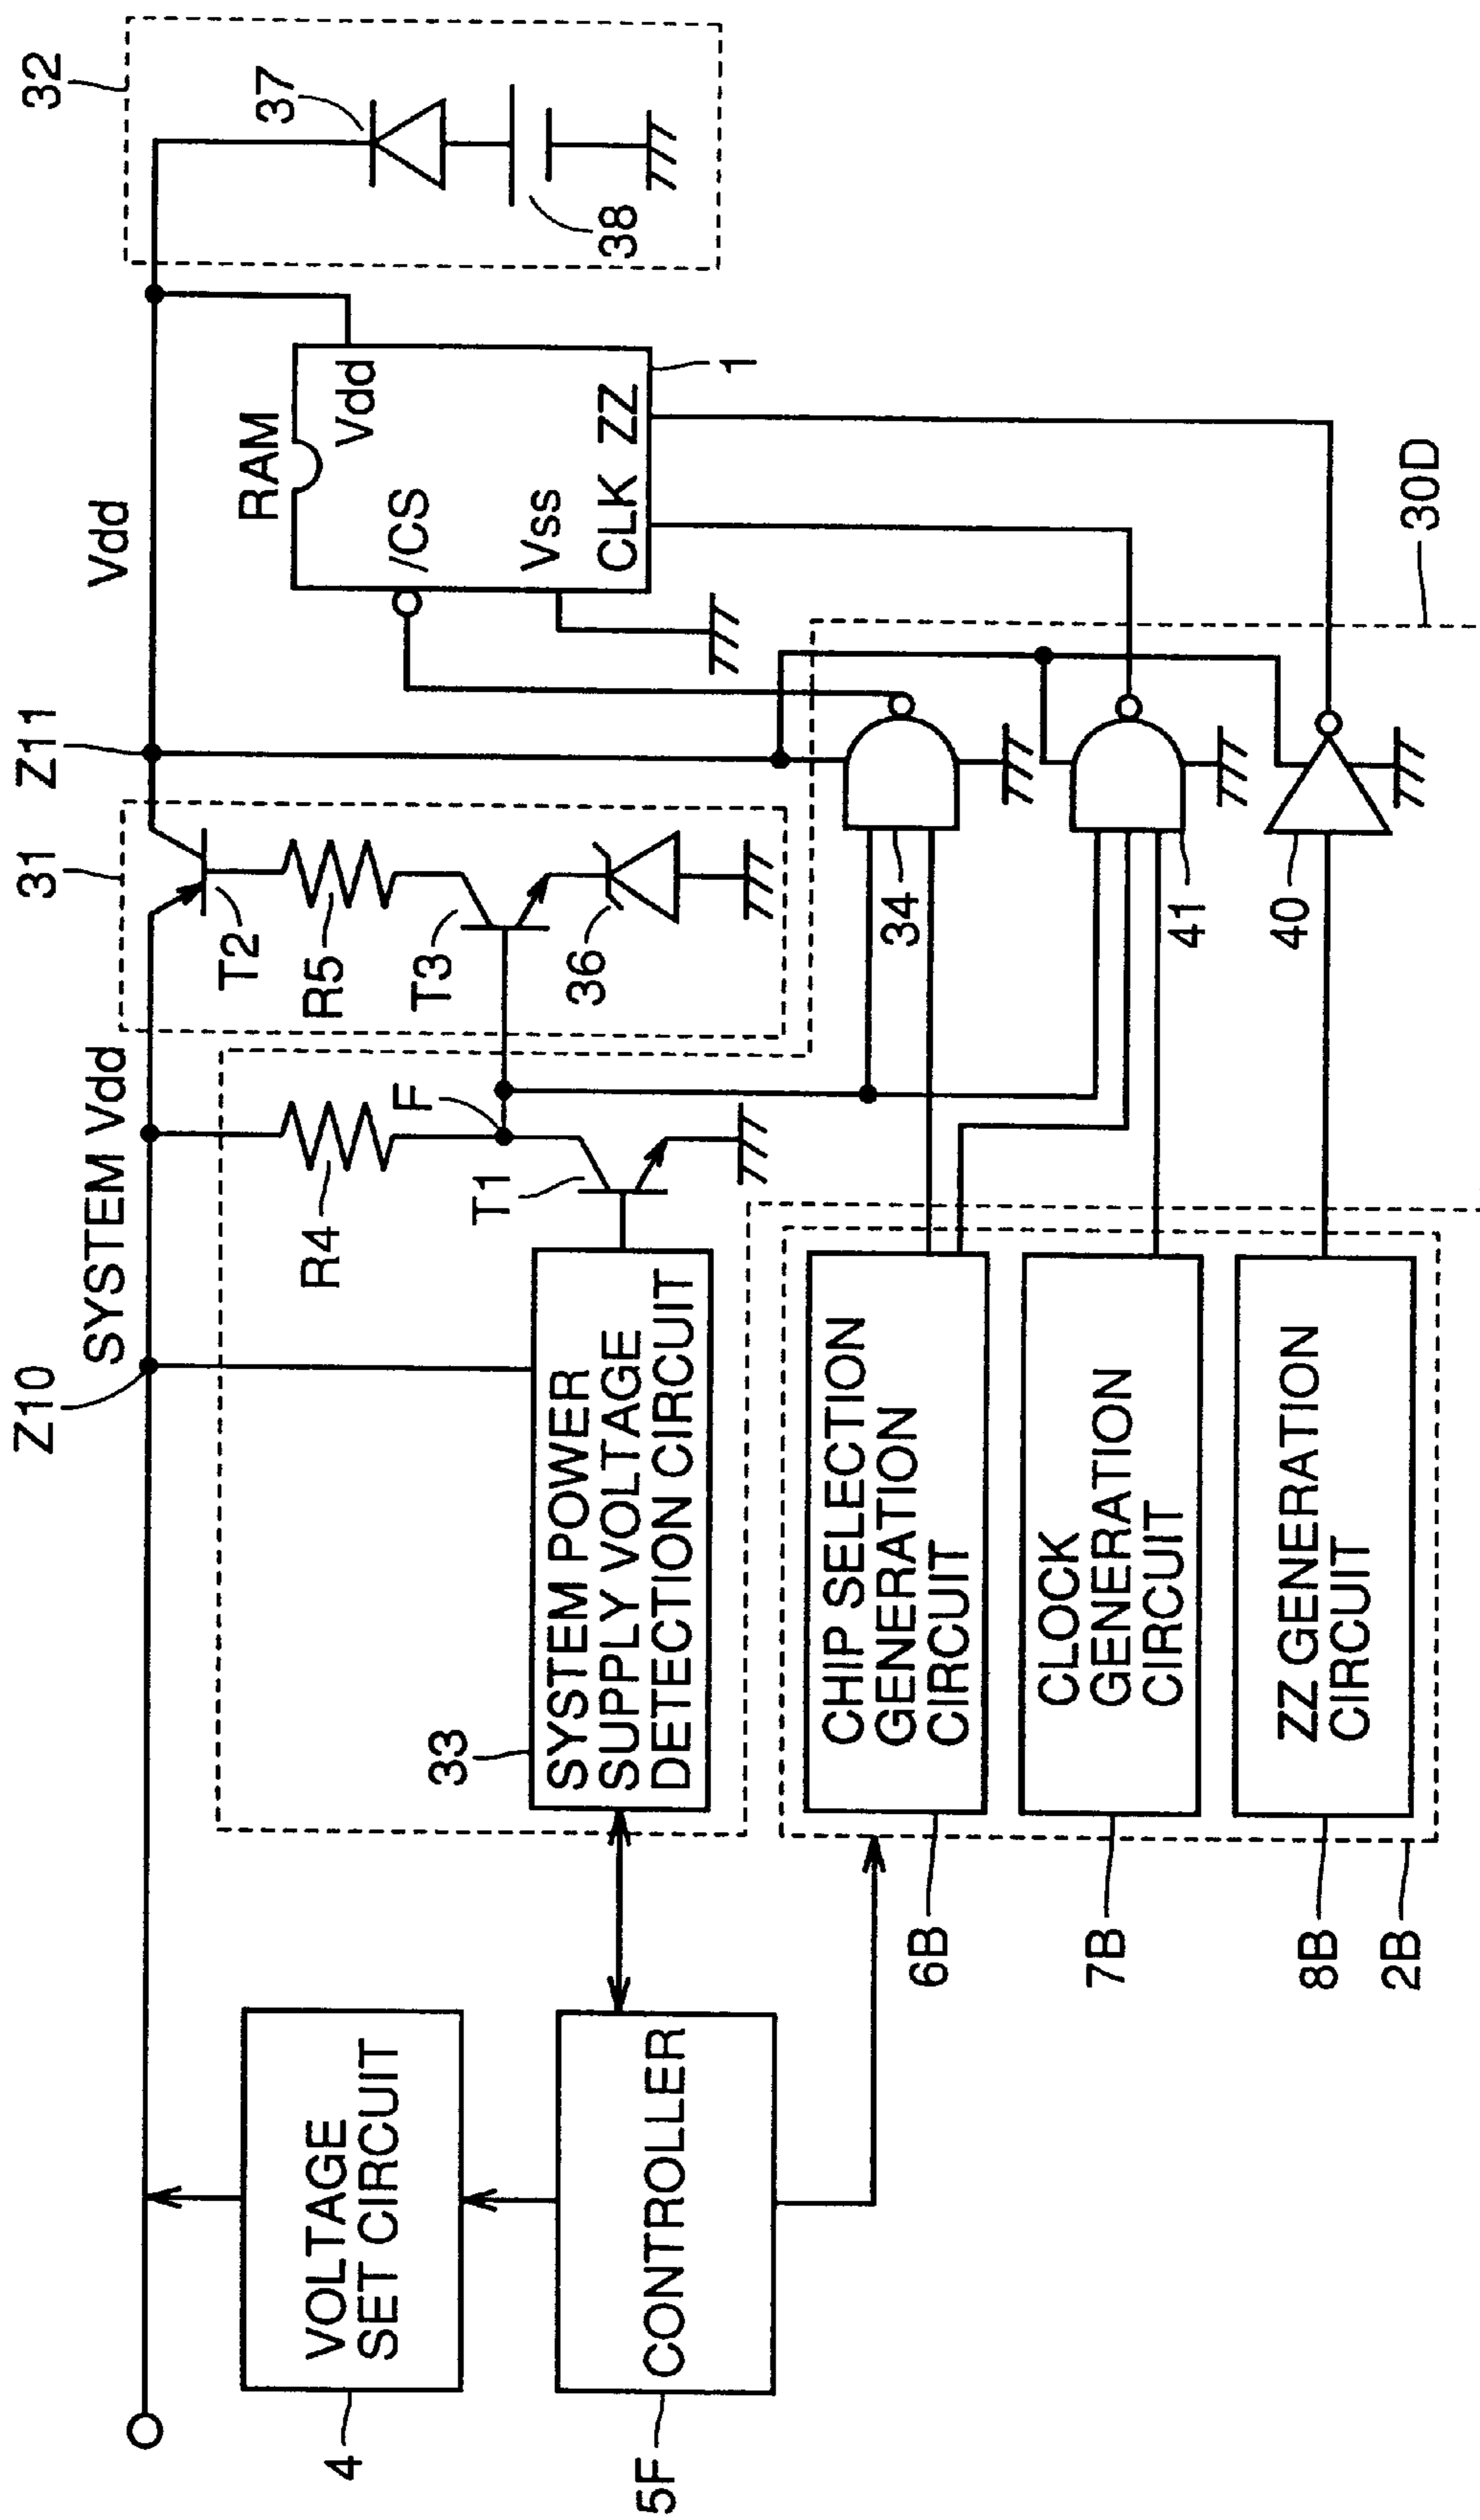 Z10
SYSTEM Vdd
31
Z11
Vdd
32
4
VOLTAGE
SET CIRCUIT
R4
F
T2
R5
T3
36
RAM
Vdd
/CS
Vss
CLK ZZ
1
37
38
33
SYSTEM POWER
SUPPLY VOLTAGE
DETECTION CIRCUIT
T1
5F
CONTROLLER
6B
CHIP SELECTION
GENERATION
CIRCUIT
34
7B
CLOCK
GENERATION
CIRCUIT
41
8B
ZZ GENERATION
CIRCUIT
40
2B
30D